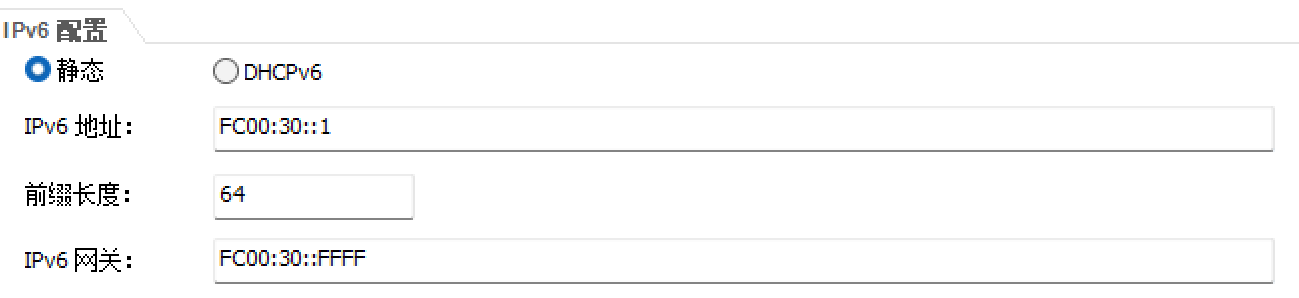 IPv6 配置
静态 DHCPv6
IPv6 地址： FC00:30::1
前缀长度： 64
IPv6 网关： FC00:30::FFFF